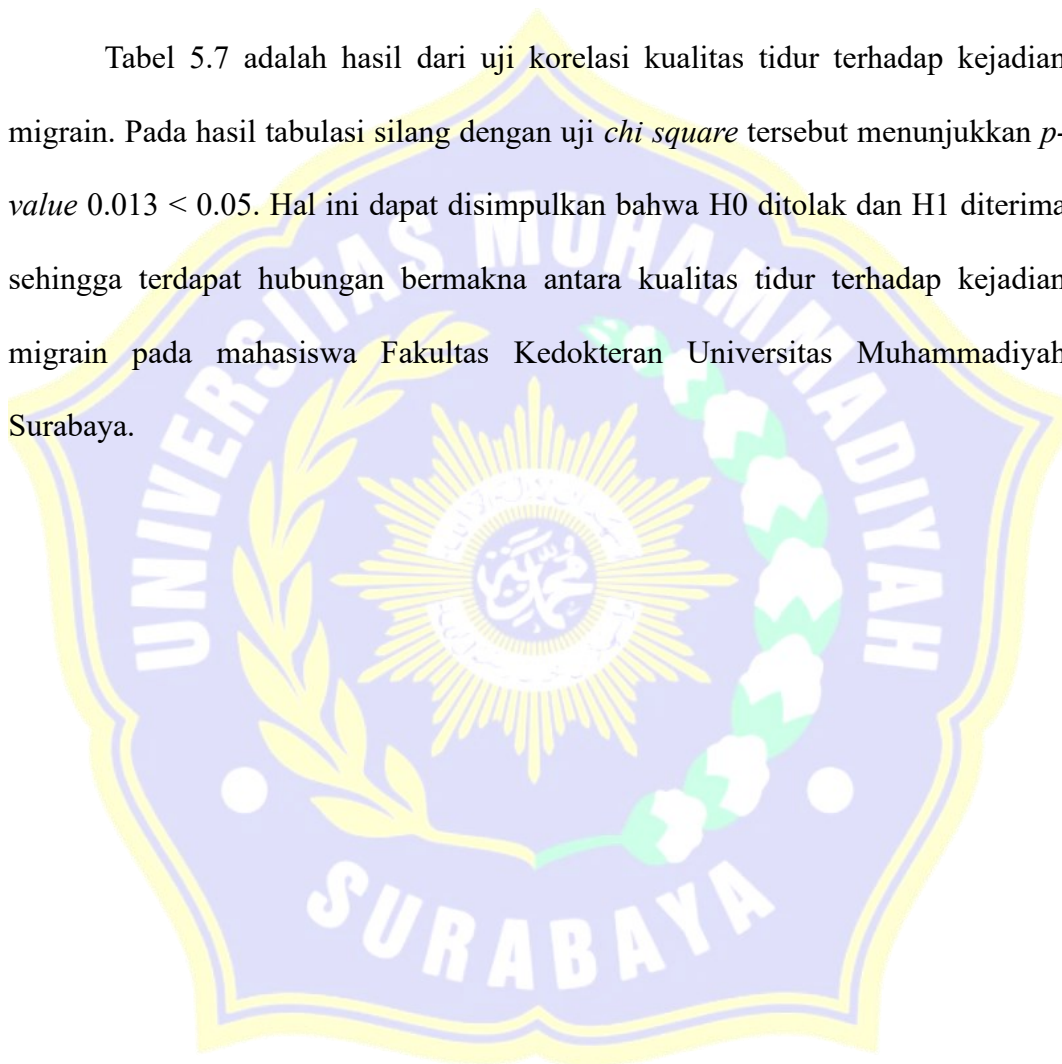 Tabel 5.7 adalah hasil dari uji korelasi kualitas tidur terhadap kejadian
migrain. Pada hasil tabulasi silang dengan uji chi square tersebut menunjukkan p-
value 0.013 < 0.05. Hal ini dapat disimpulkan bahwa H0 ditolak dan H1 diterima
sehingga terdapat hubungan bermakna antara kualitas tidur terhadap kejadian
migrain pada mahasiswa Fakultas Kedokteran Universitas Muhammadiyah
Surabaya.
UNIVERSITAS MUHAMMADIYAH
SURABAYA